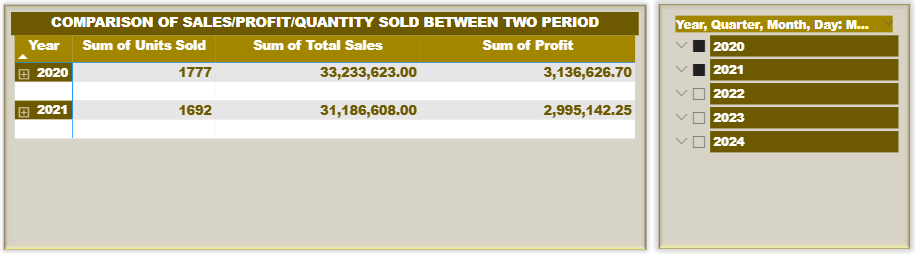 COMPARISON OF SALES/PROFIT/QUANTITY SOLD BETWEEN TWO PERIOD
Year Sum of Units Sold Sum of Total Sales Sum of Profit
2020 1777 33,233,623.00 3,136,626.70
2021 1692 31,186,608.00 2,995,142.25
Year, Quarter, Month, Day: M...
2020
2021
2022
2023
2024